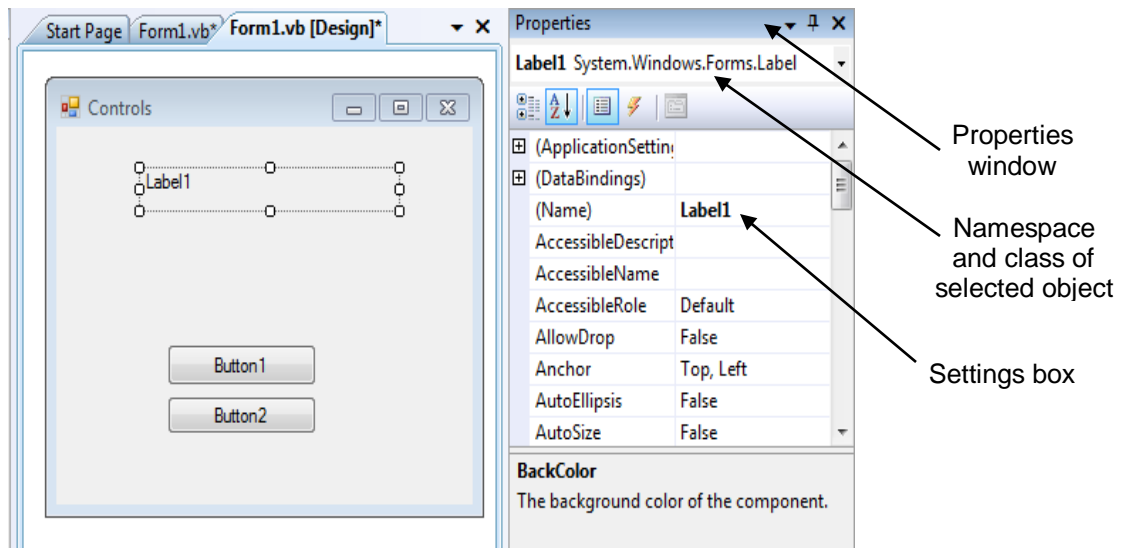 Start Page
Form1.vb*
Form1.vb [Design]*
Controls
Label1
Button1
Button2
Properties
Label1 System.Windows.Forms.Label
(ApplicationSetting
(DataBindings)
(Name) Label1
AccessibleDescript
AccessibleName
AccessibleRole Default
AllowDrop False
Anchor Top, Left
AutoEllipsis False
AutoSize False
BackColor
The background color of the component.
Properties
window
Namespace
and class of
selected object
Settings box